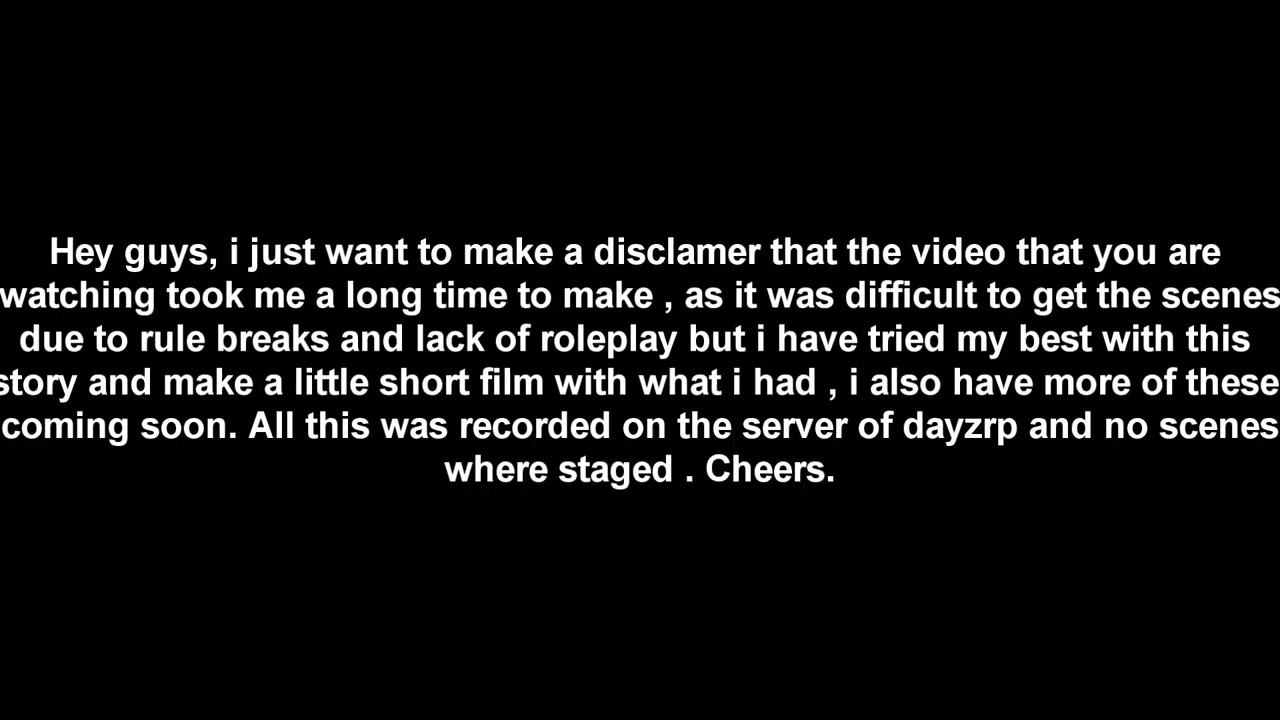 Hey guys, i just want to make a disclamer that the video that you are
watching took me a long time to make , as it was difficult to get the scenes
due to rule breaks and lack of roleplay but i have tried my best with this
story and make a little short film with what i had , i also have more of these
coming soon. All this was recorded on the server of dayzrp and no scenes
where staged . Cheers.